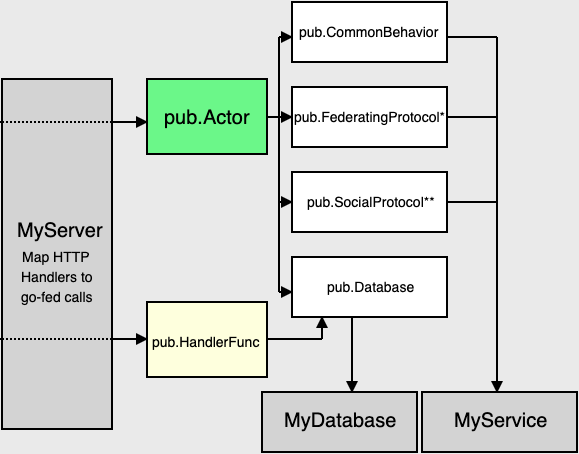 pub.CommonBehavior
pub.Actor
pub.FederatingProtocol*
pub.SocialProtocol**
MyServer
Map HTTP
Handlers to
go-fed calls
pub.Database
pub.HandlerFunc
MyDatabase
MyService